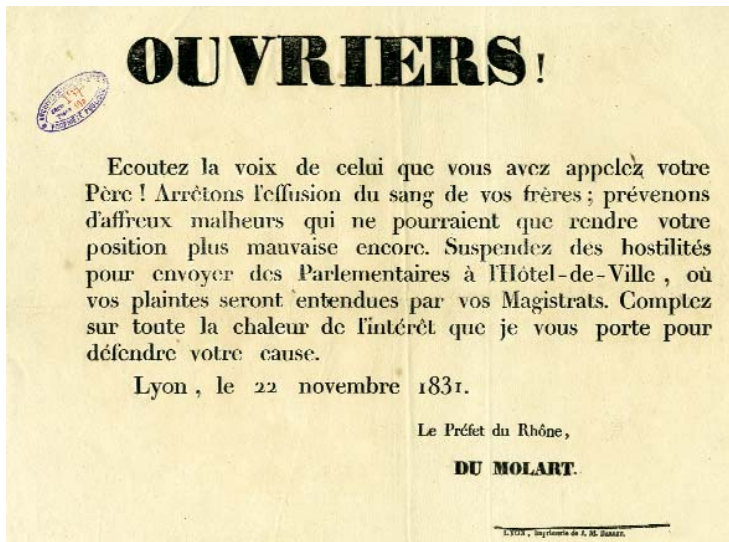 OUVRIERS!
Ecoutez la voix de celui que vous avez appelez votre
Père ! Arrêtons l'effusion du sang de vos frères ; prévenons
d'affreux malheurs qui ne pourraient que rendre votre
position plus mauvaise encore. Suspendez des hostilités
pour envoyer des Parlementaires à l'Hôtel-de-Ville , où
vos plaintes seront entendues par vos Magistrats. Comptez
sur toute la chaleur de l'intérêt que je vous porte pour
défendre votre cause.
Lyon , le 22 novembre 1831.
Le Préfet du Rhône,
DU MOLART.
LYON , Imprimerie de J. M. BARRET.